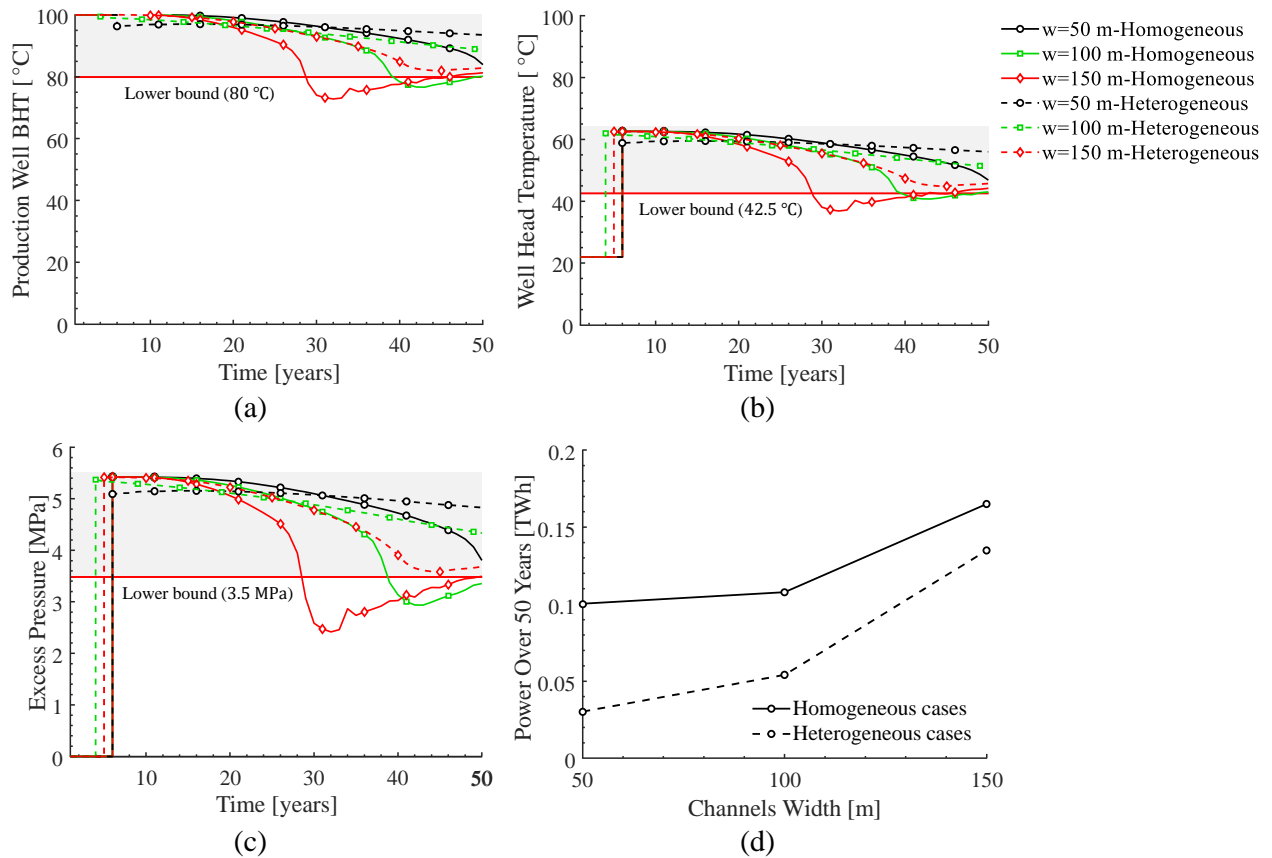 100
80
60
40
20
0
Production Well BHT [ °C]
Lower bound (80 °C)
10
20
30
40
50
Time [years]
(a)
100
80
60
40
20
0
Well Head Temperature [ °C]
Lower bound (42.5 °C)
10
20
30
40
50
Time [years]
(b)
w=50 m-Homogeneous
w=100 m-Homogeneous
w=150 m-Homogeneous
w=50 m-Heterogeneous
w=100 m-Heterogeneous
w=150 m-Heterogeneous
6
5
4
3
2
1
0
Excess Pressure [MPa]
Lower bound (3.5 MPa)
10
20
30
40
50
Time [years]
(c)
0.2
0.15
0.1
0.05
0
Power Over 50 Years [TWh]
Homogeneous cases
Heterogeneous cases
50
100
150
Channels Width [m]
(d)